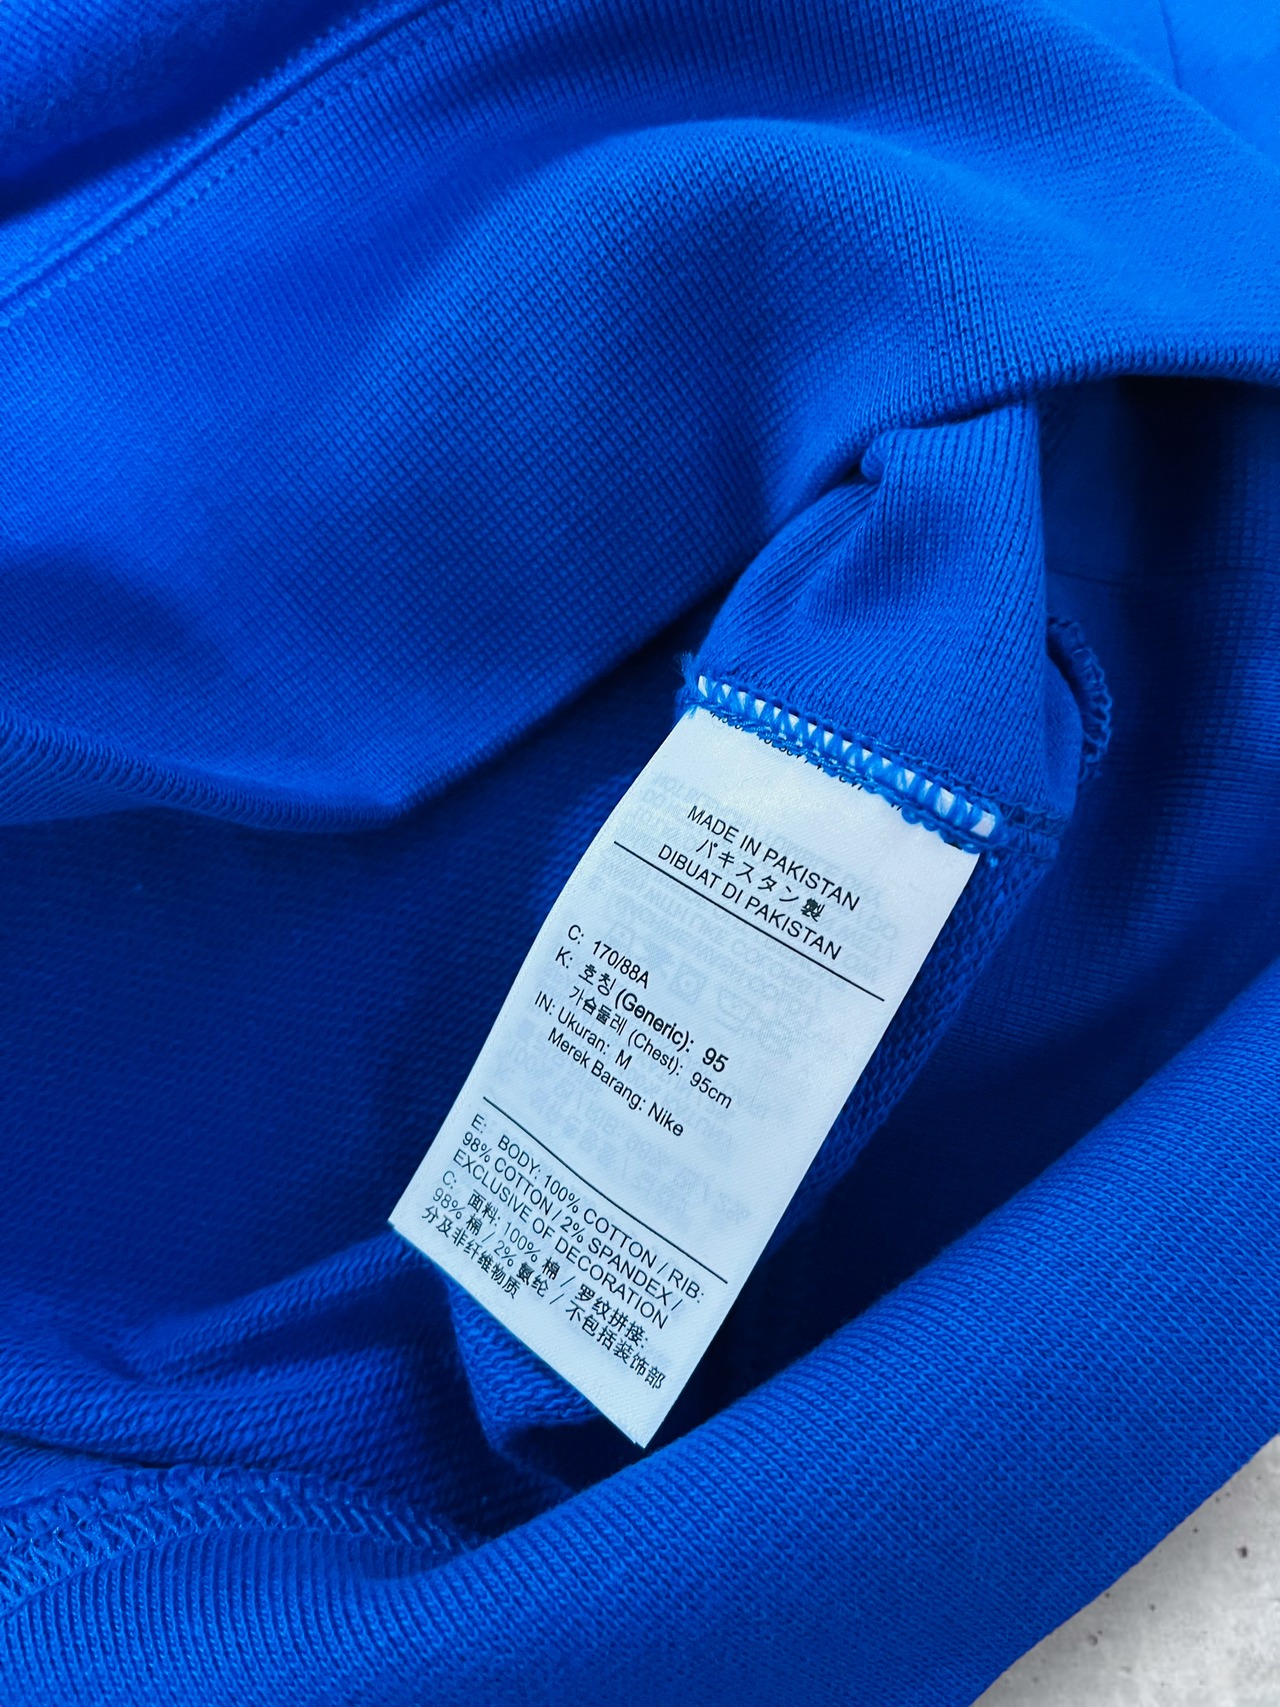 MADE IN PAKISTAN
パキスタン製
DIBUAT DI PAKISTAN
C: 170/88A
K: 호칭 (Generic): 95
가슴둘레 (Chest): 95cm
IN: Ukuran: M
Merek Barang: Nike
E: BODY: 100% COTTON / RIB:
98% COTTON / 2% SPANDEX /
EXCLUSIVE OF DECORATION
C: 面料: 100% 棉 / 罗纹拼接:
98% 棉 / 2% 氨纶 / 不包括装饰部
分及非纤维物质